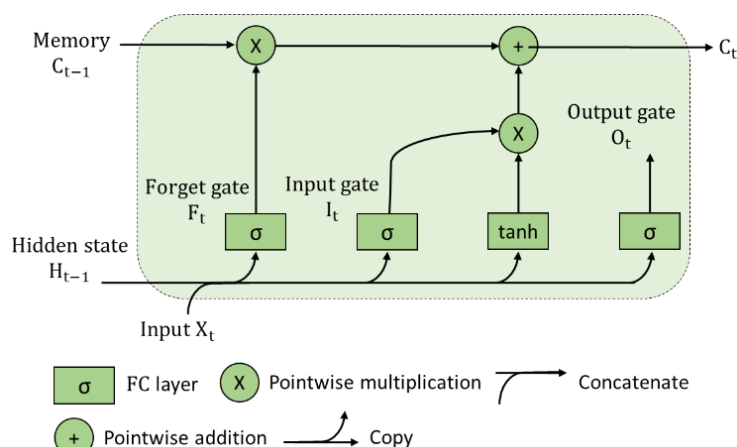 Memory
C_{t−1}
X
+
C_t
X
Output gate
O_t
Forget gate
F_t
Input gate
I_t
σ
σ
tanh
σ
Hidden state
H_{t−1}
Input X_t
σ FC layer
X Pointwise multiplication
Concatenate
+ Pointwise addition
Copy